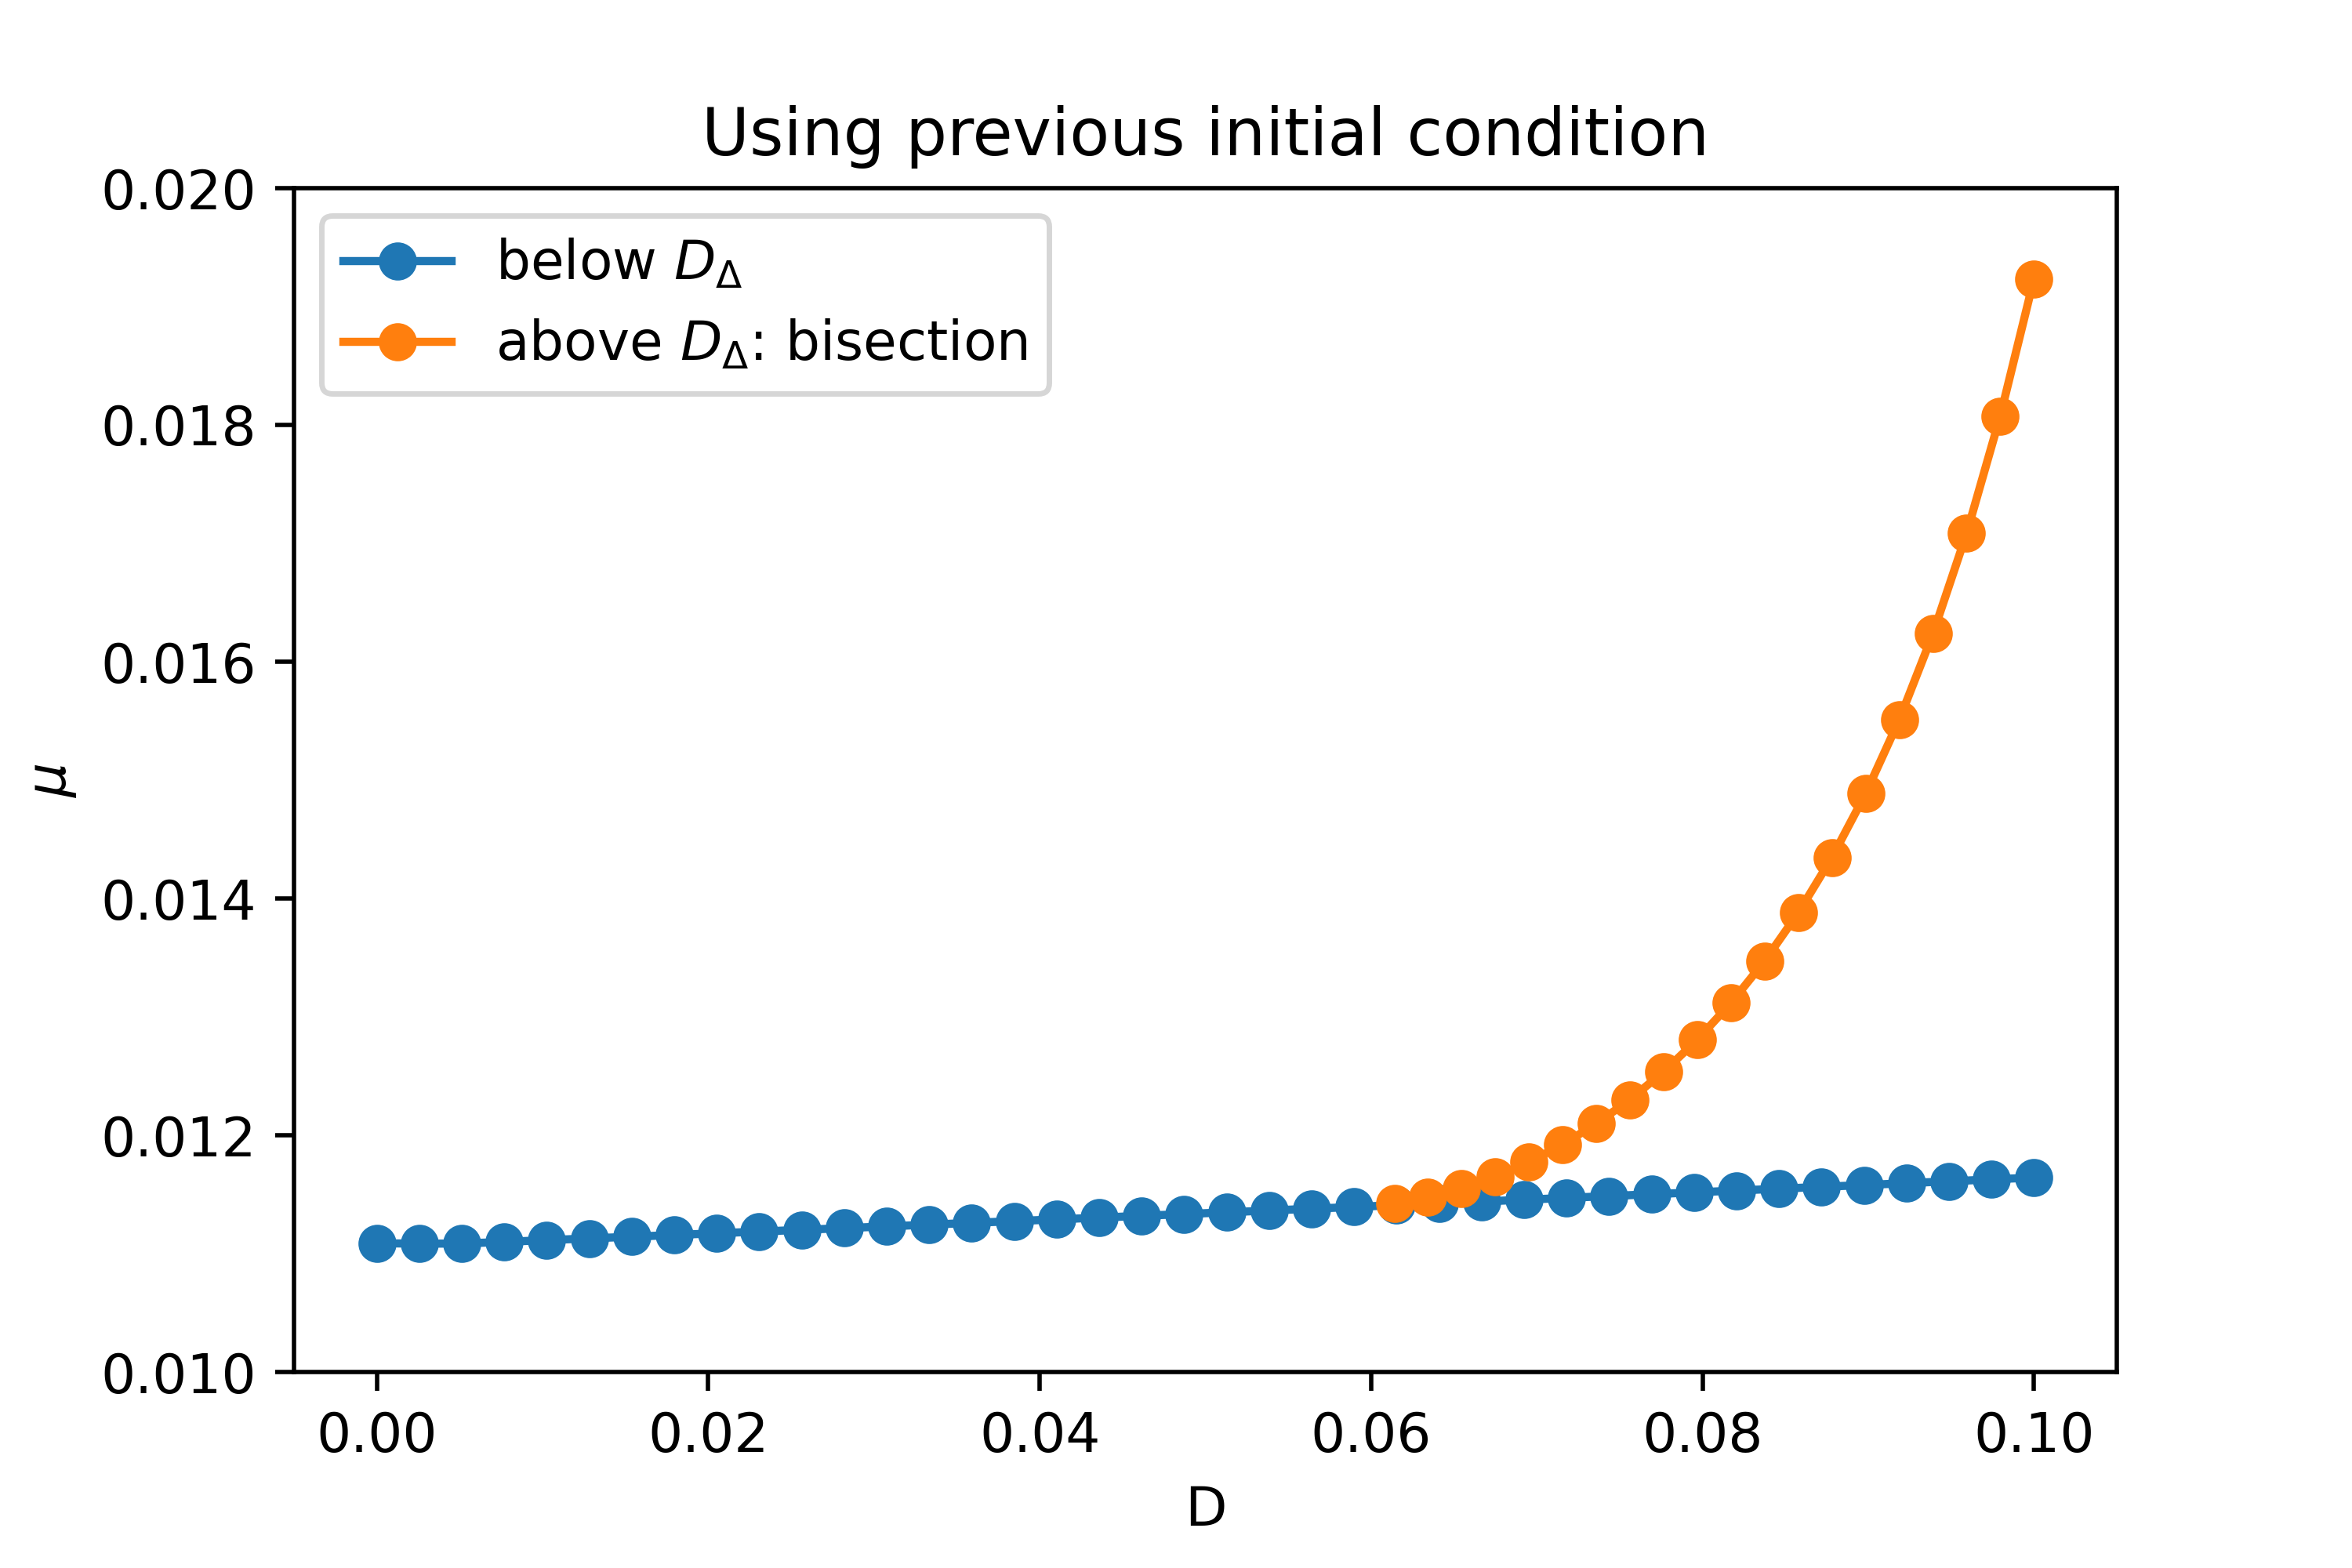 Using previous initial condition
0.020
0.018
0.016
0.014
0.012
0.010
μ
below D_Δ
above D_Δ: bisection
0.00 0.02 0.04 0.06 0.08 0.10
D